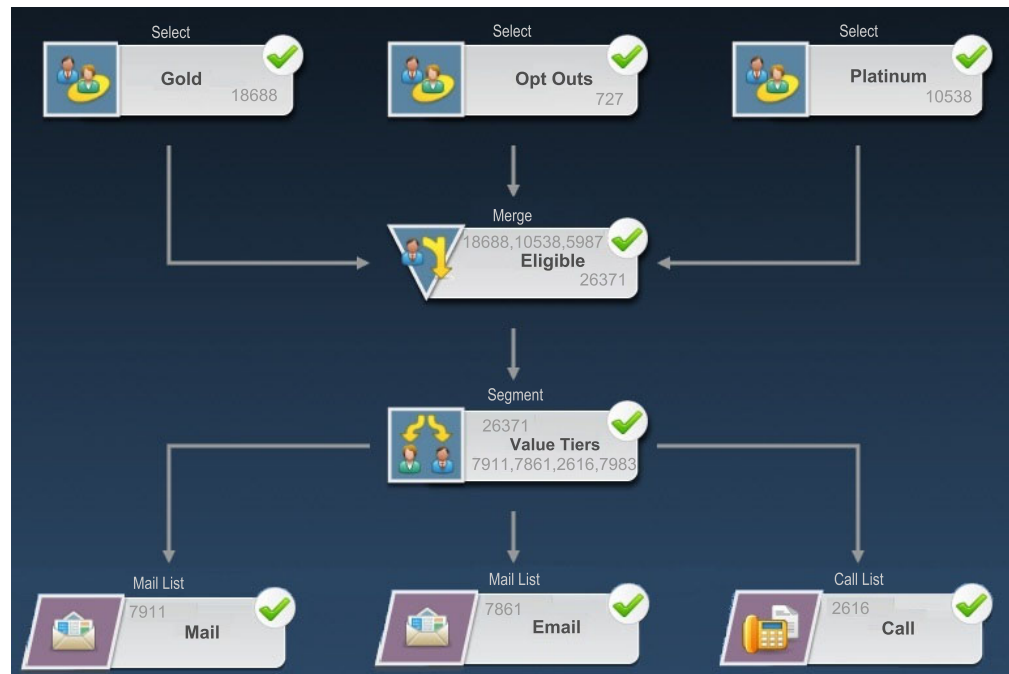 Select
Gold
18688
Select
Opt Outs
727
Select
Platinum
10538
Merge
18688,10538,5987
Eligible
26371
Segment
26371
Value Tiers
7911,7861,2616,7983
Mail List
7911
Mail
Mail List
7861
Email
Call List
2616
Call